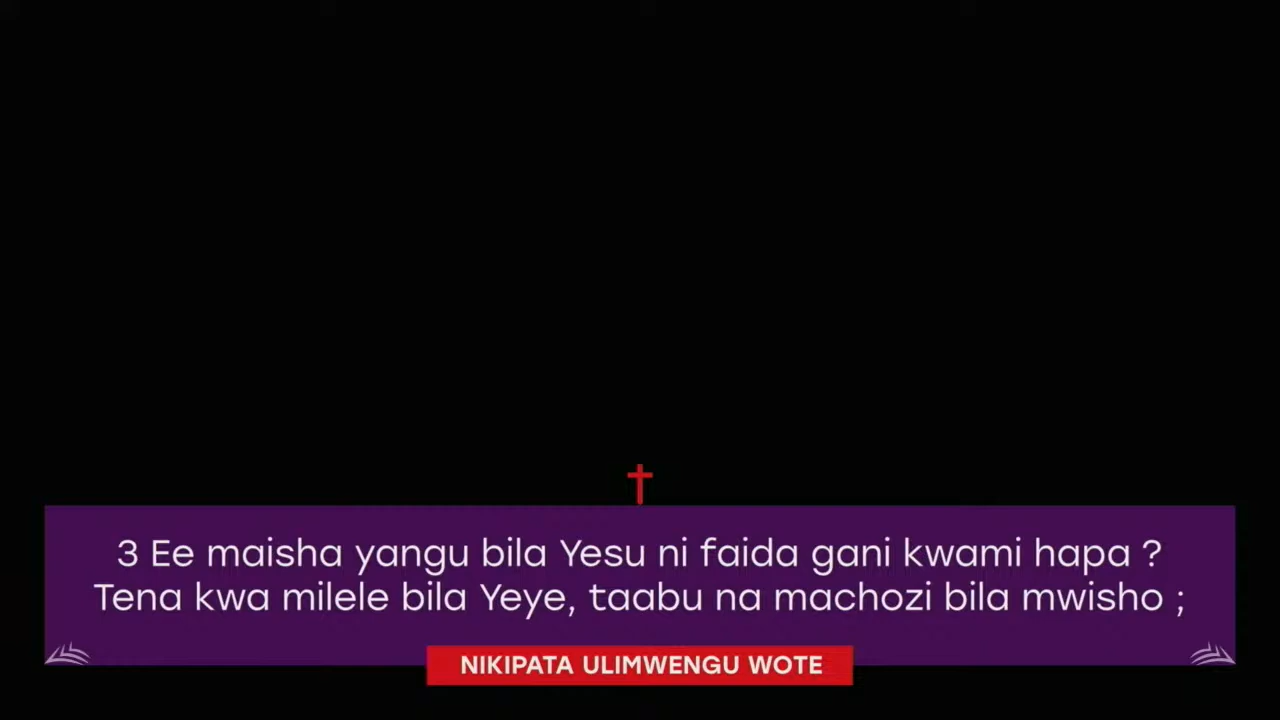 3 Ee maisha yangu bila Yesu ni faida gani kwami hapa ?
Tena kwa milele bila Yeye, taabu na machozi bila mwisho ;
NIKIPATA ULIMWENGU WOTE